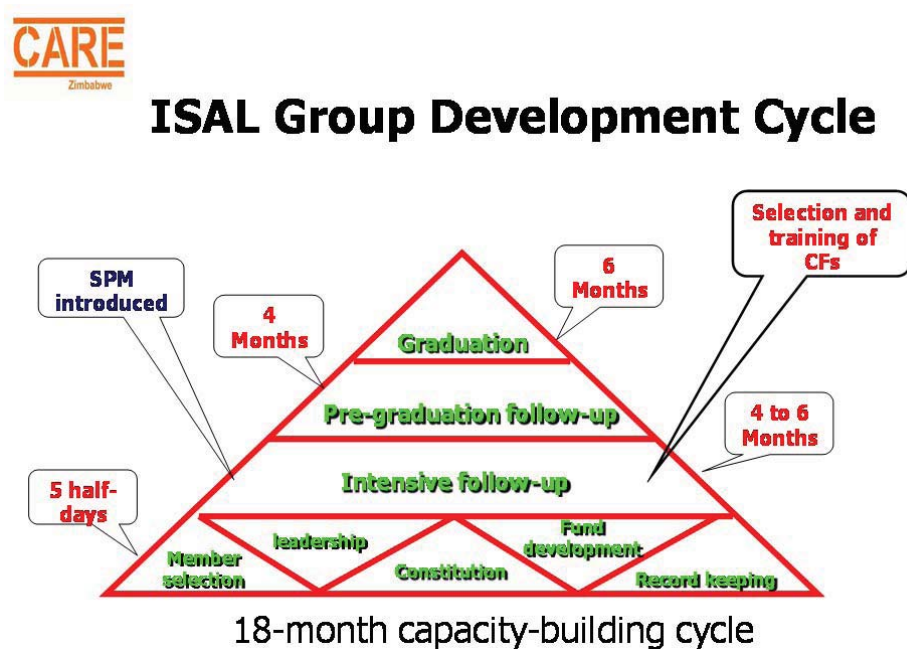 CARE
Zimbabwe
ISAL Group Development Cycle
Selection and
training of
CFs
6
Months
SPM
introduced
4
Months
Graduation
Pre-graduation follow-up
4 to 6
Months
Intensive follow-up
5 half-
days
Member
selection
leadership
Constitution
Fund
development
Record keeping
18-month capacity-building cycle